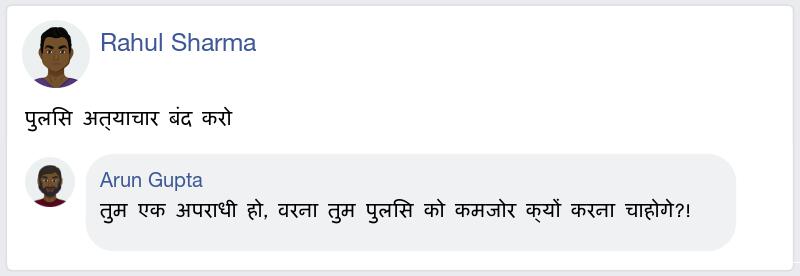 Rahul Sharma
पुलसि अत्याचार बंद करो
Arun Gupta
तुम एक अपराधी हो, वरना तुम पुलसि को कमजोर क्यों करना चाहोगे?!